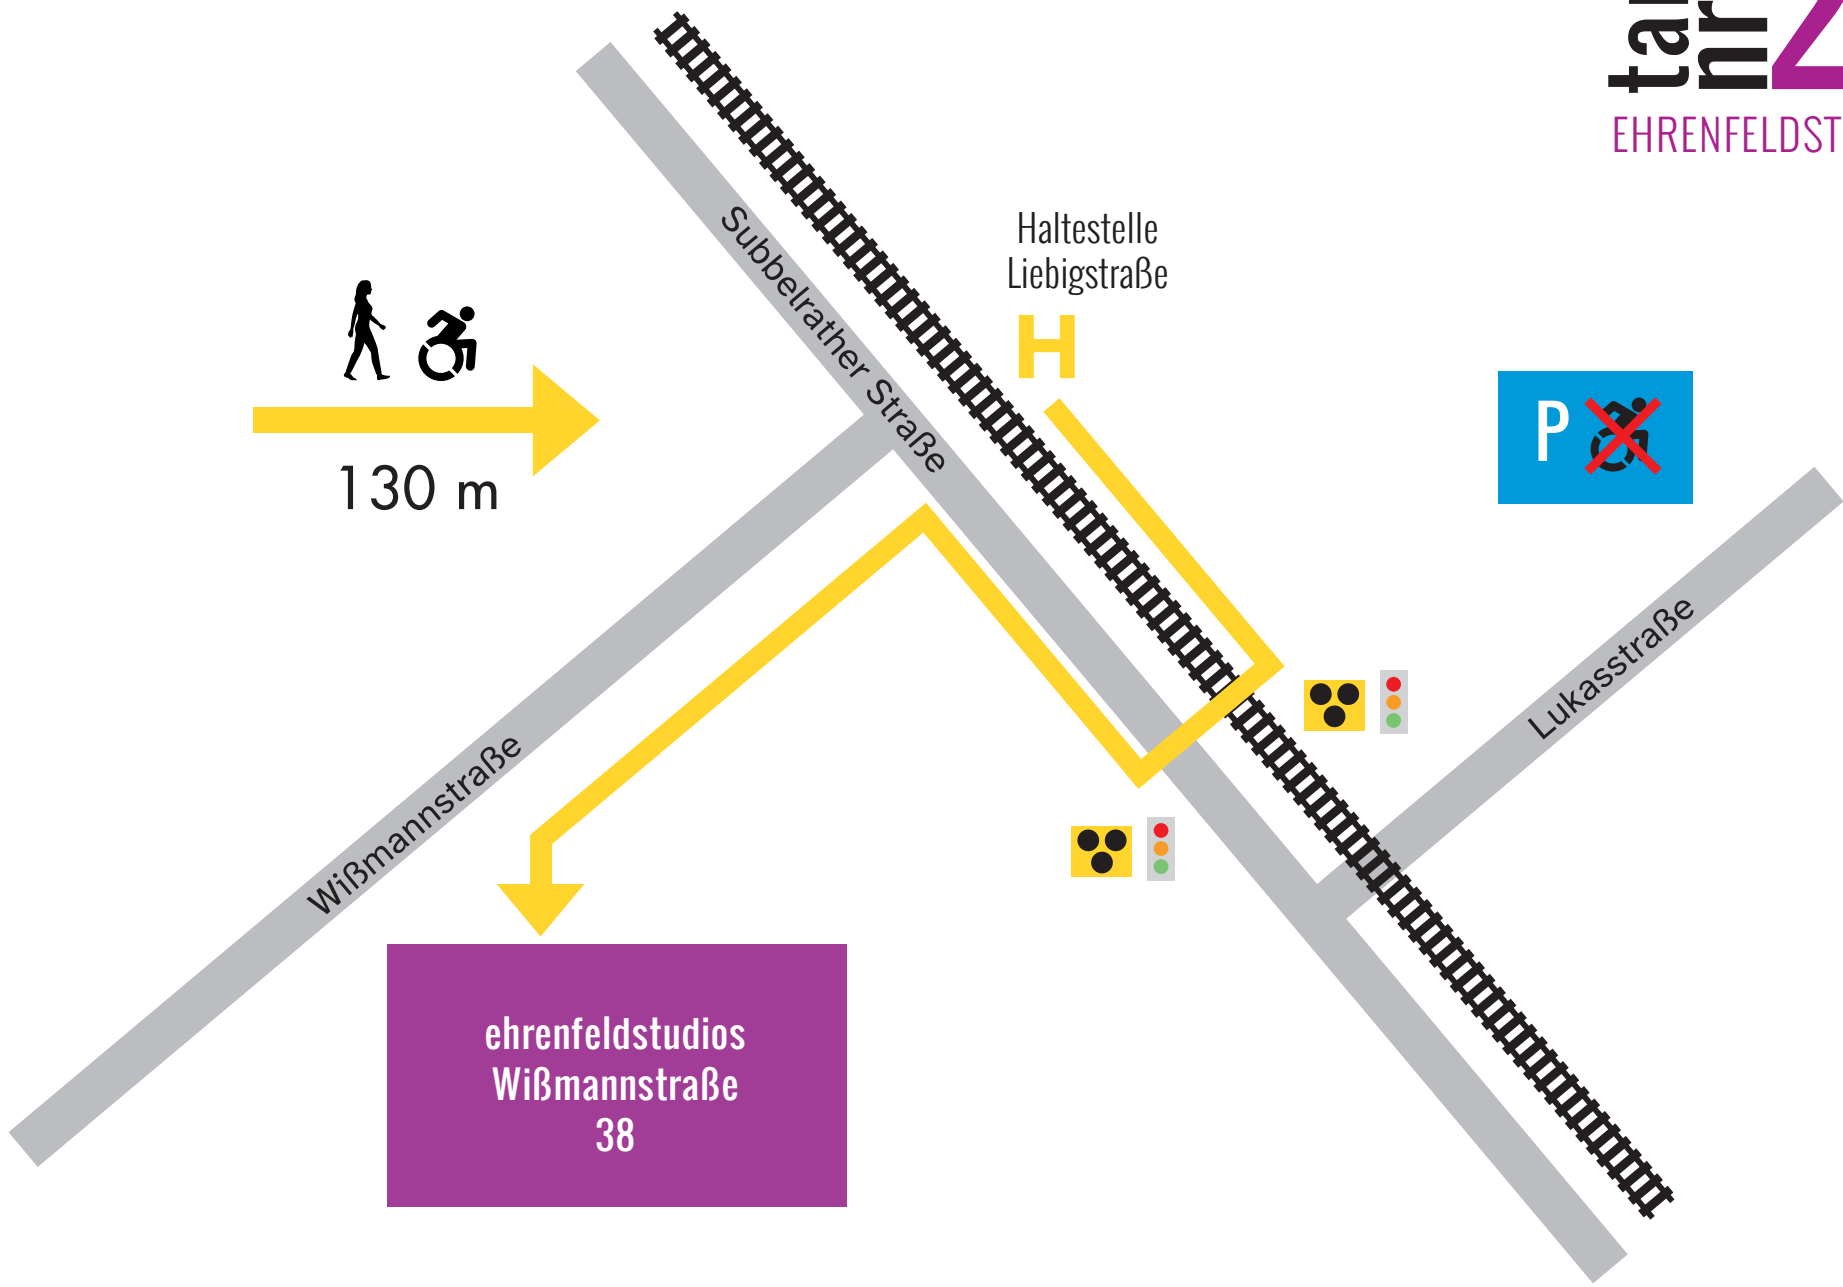 EHRENFELDST
Haltestelle
Liebigstraße
H
Subbelrather Straße
130 m
P
Lukasstraße
Wißmannstraße
ehrenfeldstudios
Wißmannstraße
38